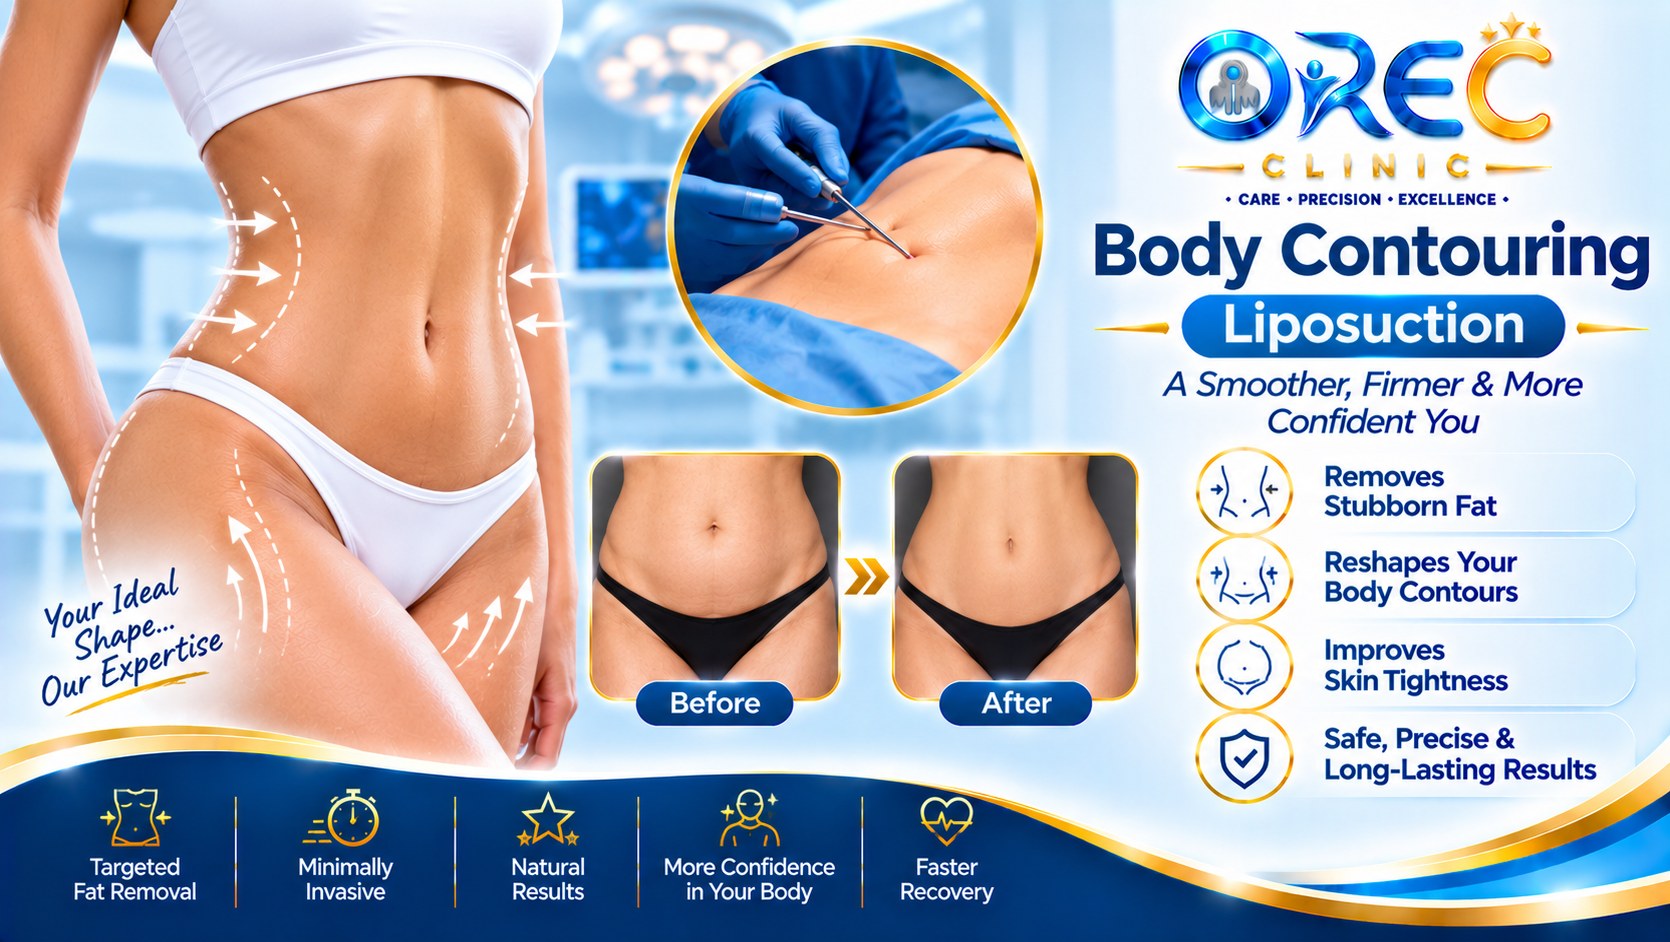 OREC
CLINIC
• CARE • PRECISION • EXCELLENCE •
Body Contouring
Liposuction
A Smoother, Firmer & More
Confident You
Removes
Stubborn Fat
Reshapes Your
Body Contours
Improves
Skin Tightness
Safe, Precise &
Long-Lasting Results
Your Ideal
Shape...
Our Expertise
Before
After
Targeted
Fat Removal
Minimally
Invasive
Natural
Results
More Confidence
in Your Body
Faster
Recovery